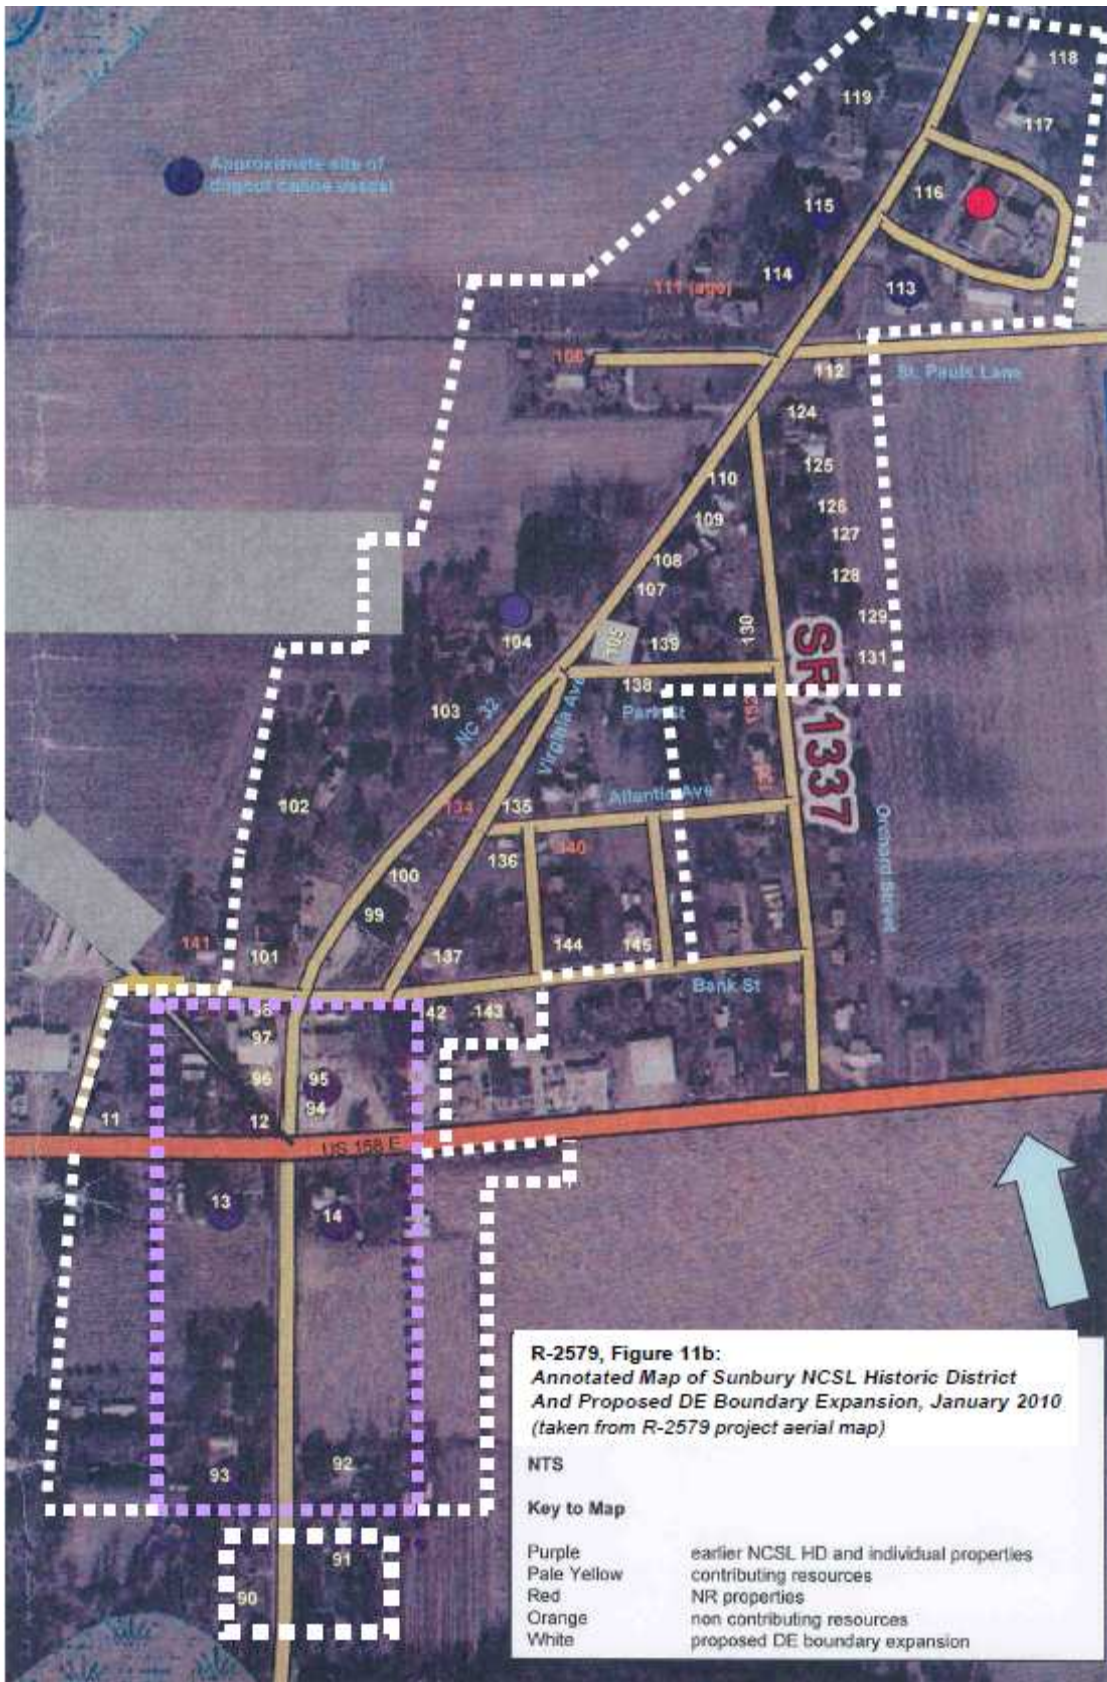 118
119
117
Approximate site of
dugout canoe vessel
116
115
114
113
111 (ago)
106
112
St. Pauls Lane
124
125
110
126
109
127
108
128
107
129
130
105
139
104
131
SR 1337
138
Park St
132
103
NC 32
Virginia Ave
Atlantic Ave
102
134
135
Orchard Street
136
140
100
99
141
101
137
144
145
Bank St
98
42
143
97
96
95
94
11
12
US 158 E
13
14
93
92
91
90
R-2579, Figure 11b:
Annotated Map of Sunbury NCSL Historic District
And Proposed DE Boundary Expansion, January 2010
(taken from R-2579 project aerial map)
NTS
Key to Map
Purple earlier NCSL HD and individual properties
Pale Yellow contributing resources
Red NR properties
Orange non contributing resources
White proposed DE boundary expansion